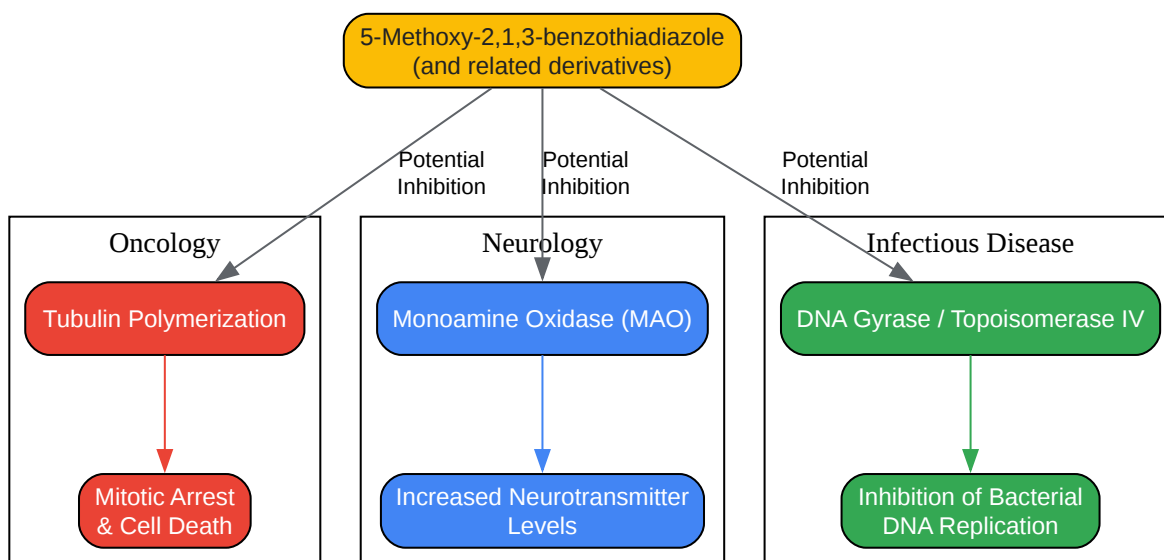 5-Methoxy-2,1,3-benzothiadiazole
(and related derivatives)
Potential
Inhibition
Potential
Inhibition
Potential
Inhibition
Oncology
Neurology
Infectious Disease
Tubulin Polymerization
Monoamine Oxidase (MAO)
DNA Gyrase / Topoisomerase IV
Mitotic Arrest
& Cell Death
Increased Neurotransmitter
Levels
Inhibition of Bacterial
DNA Replication